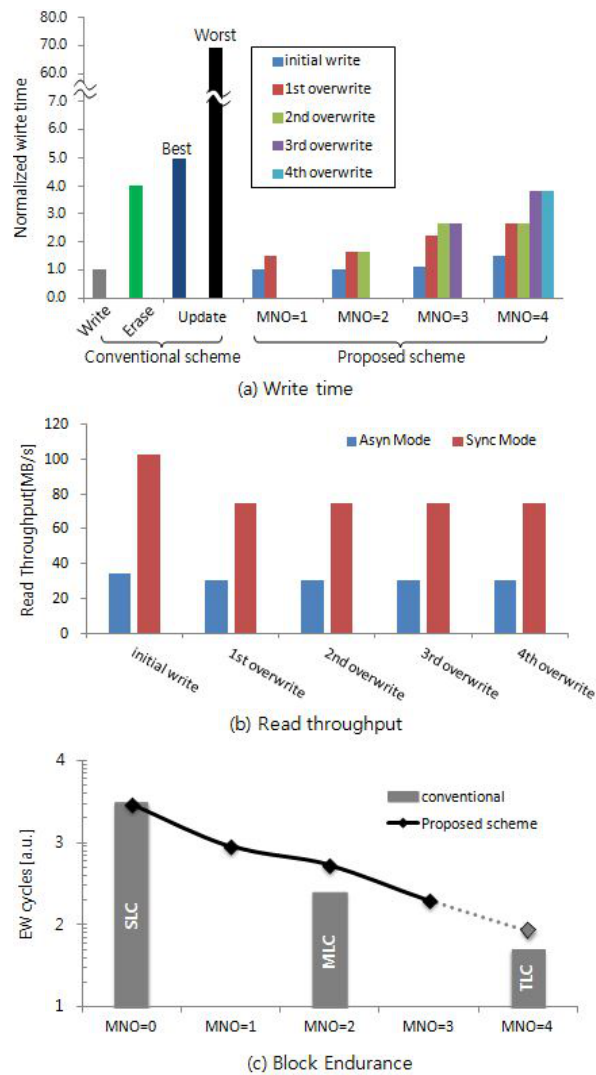 80.0
70.0
60.0
7.0
6.0
5.0
4.0
3.0
2.0
1.0
0.0
Normalized wirte time
Worst
Best
initial write
1st overwrite
2nd overwrite
3rd overwrite
4th overwrite
Write
Erase
Update
MNO=1
MNO=2
MNO=3
MNO=4
Conventional scheme
Proposed scheme
(a) Write time
120
100
80
60
40
20
0
Read Throughput[MB/s]
Asyn Mode
Sync Mode
initial write
1st overwrite
2nd overwrite
3rd overwrite
4th overwrite
(b) Read throughput
4
3
2
1
EW cycles [a.u.]
conventional
Proposed scheme
SLC
MLC
TLC
MNO=0
MNO=1
MNO=2
MNO=3
MNO=4
(c) Block Endurance